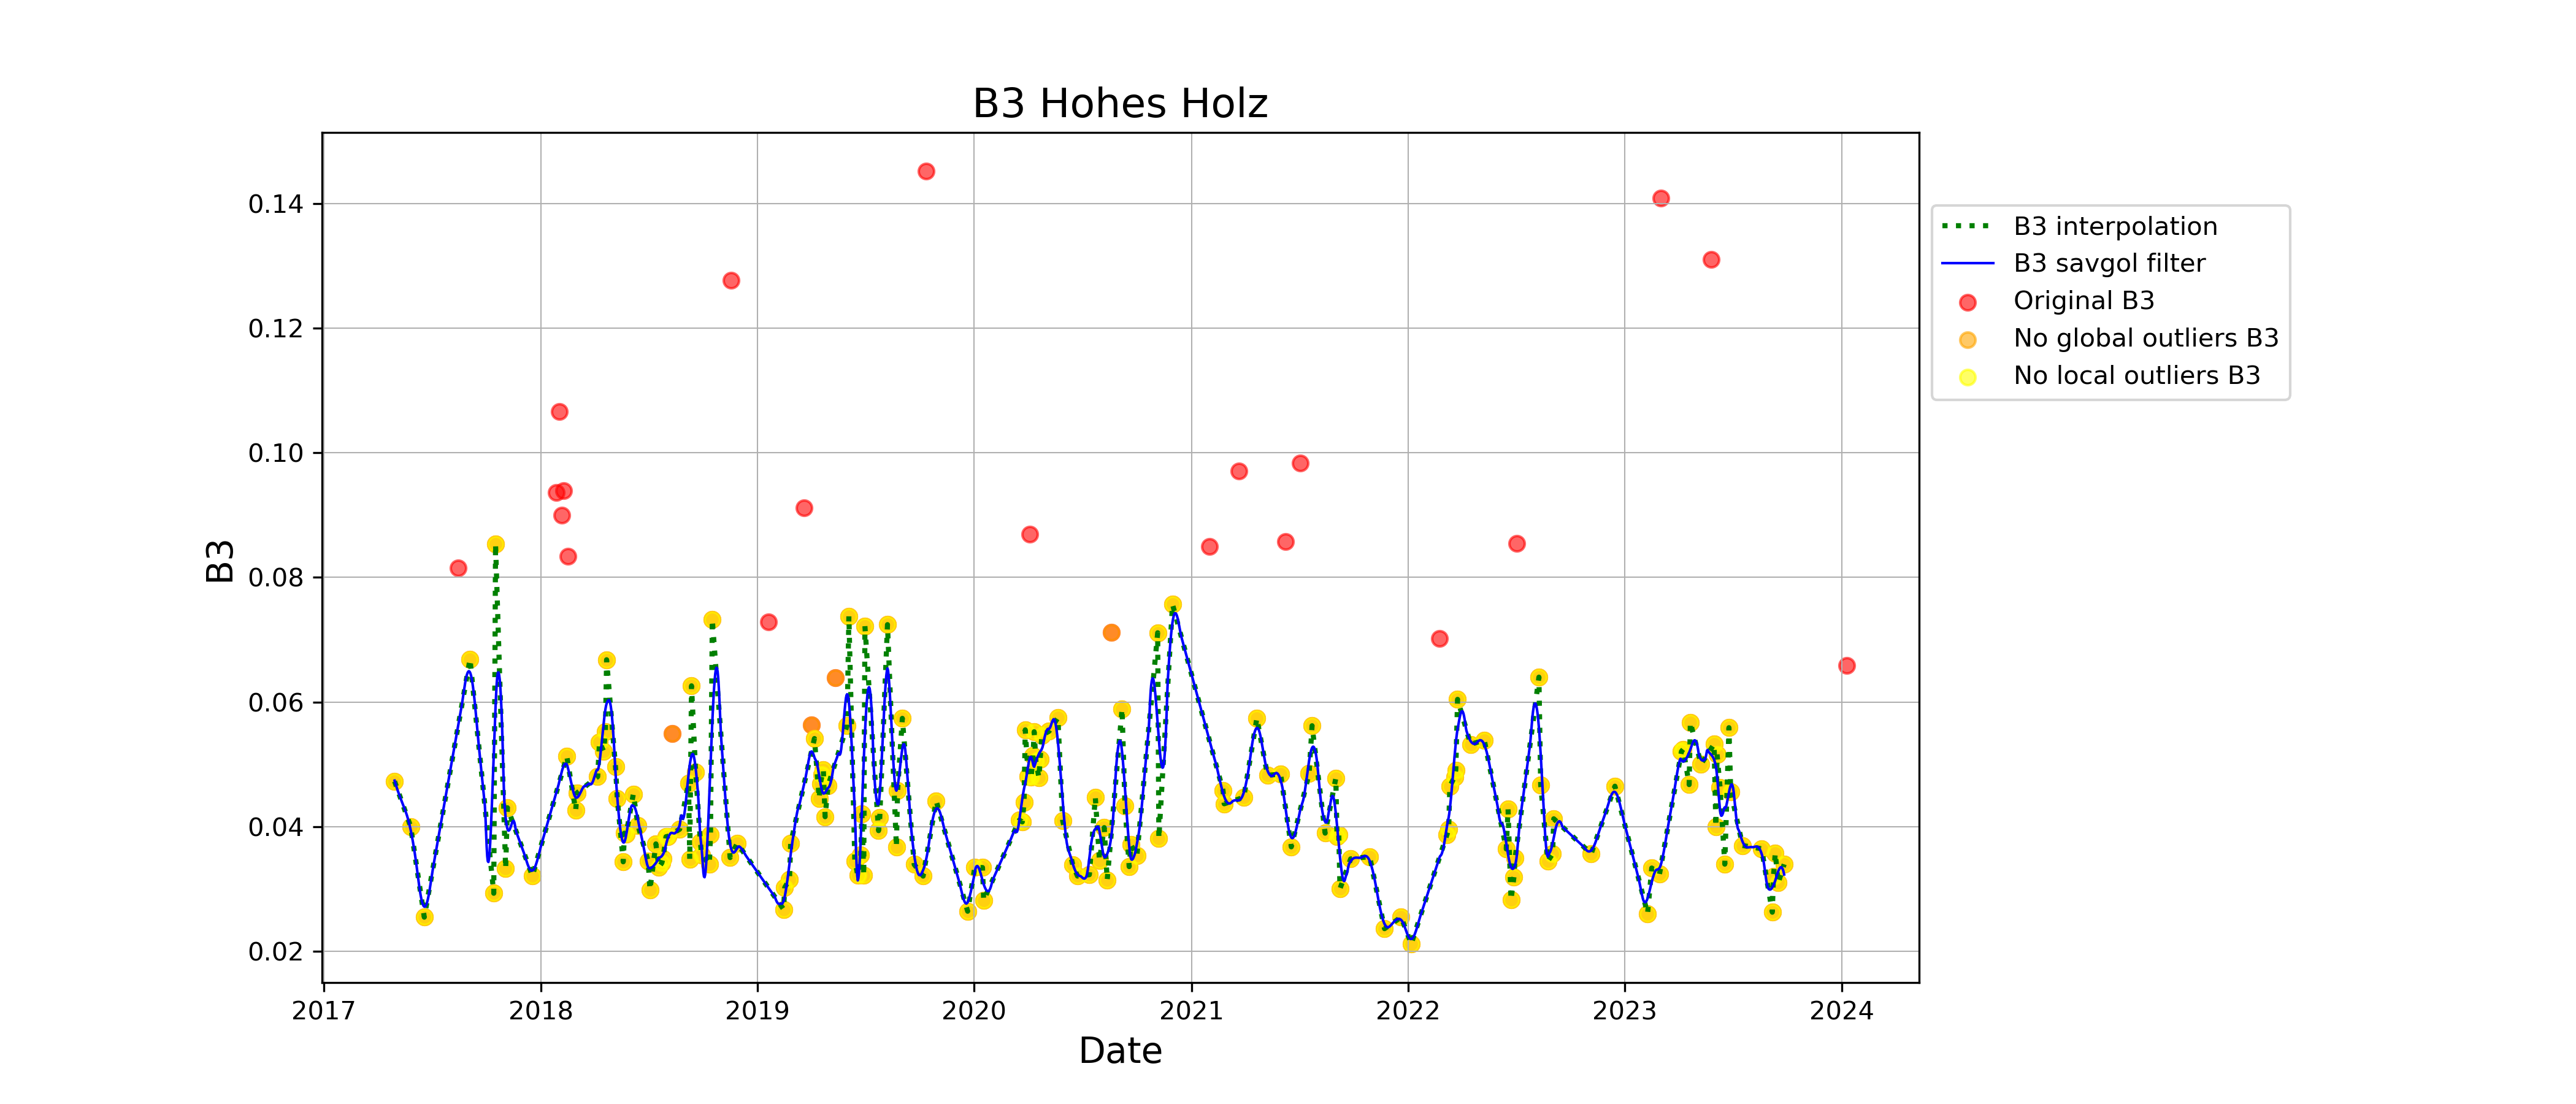 B3 Hohes Holz
B3
0.14
0.12
0.10
0.08
0.06
0.04
0.02
2017 2018 2019 2020 2021 2022 2023 2024
Date
B3 interpolation
B3 savgol filter
Original B3
No global outliers B3
No local outliers B3